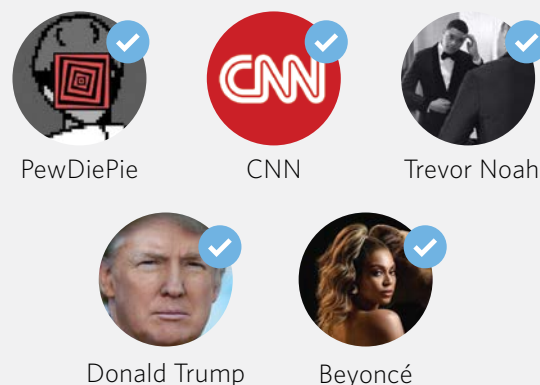 CNN
PewDiePie
CNN
Trevor Noah
Donald Trump
Beyoncé